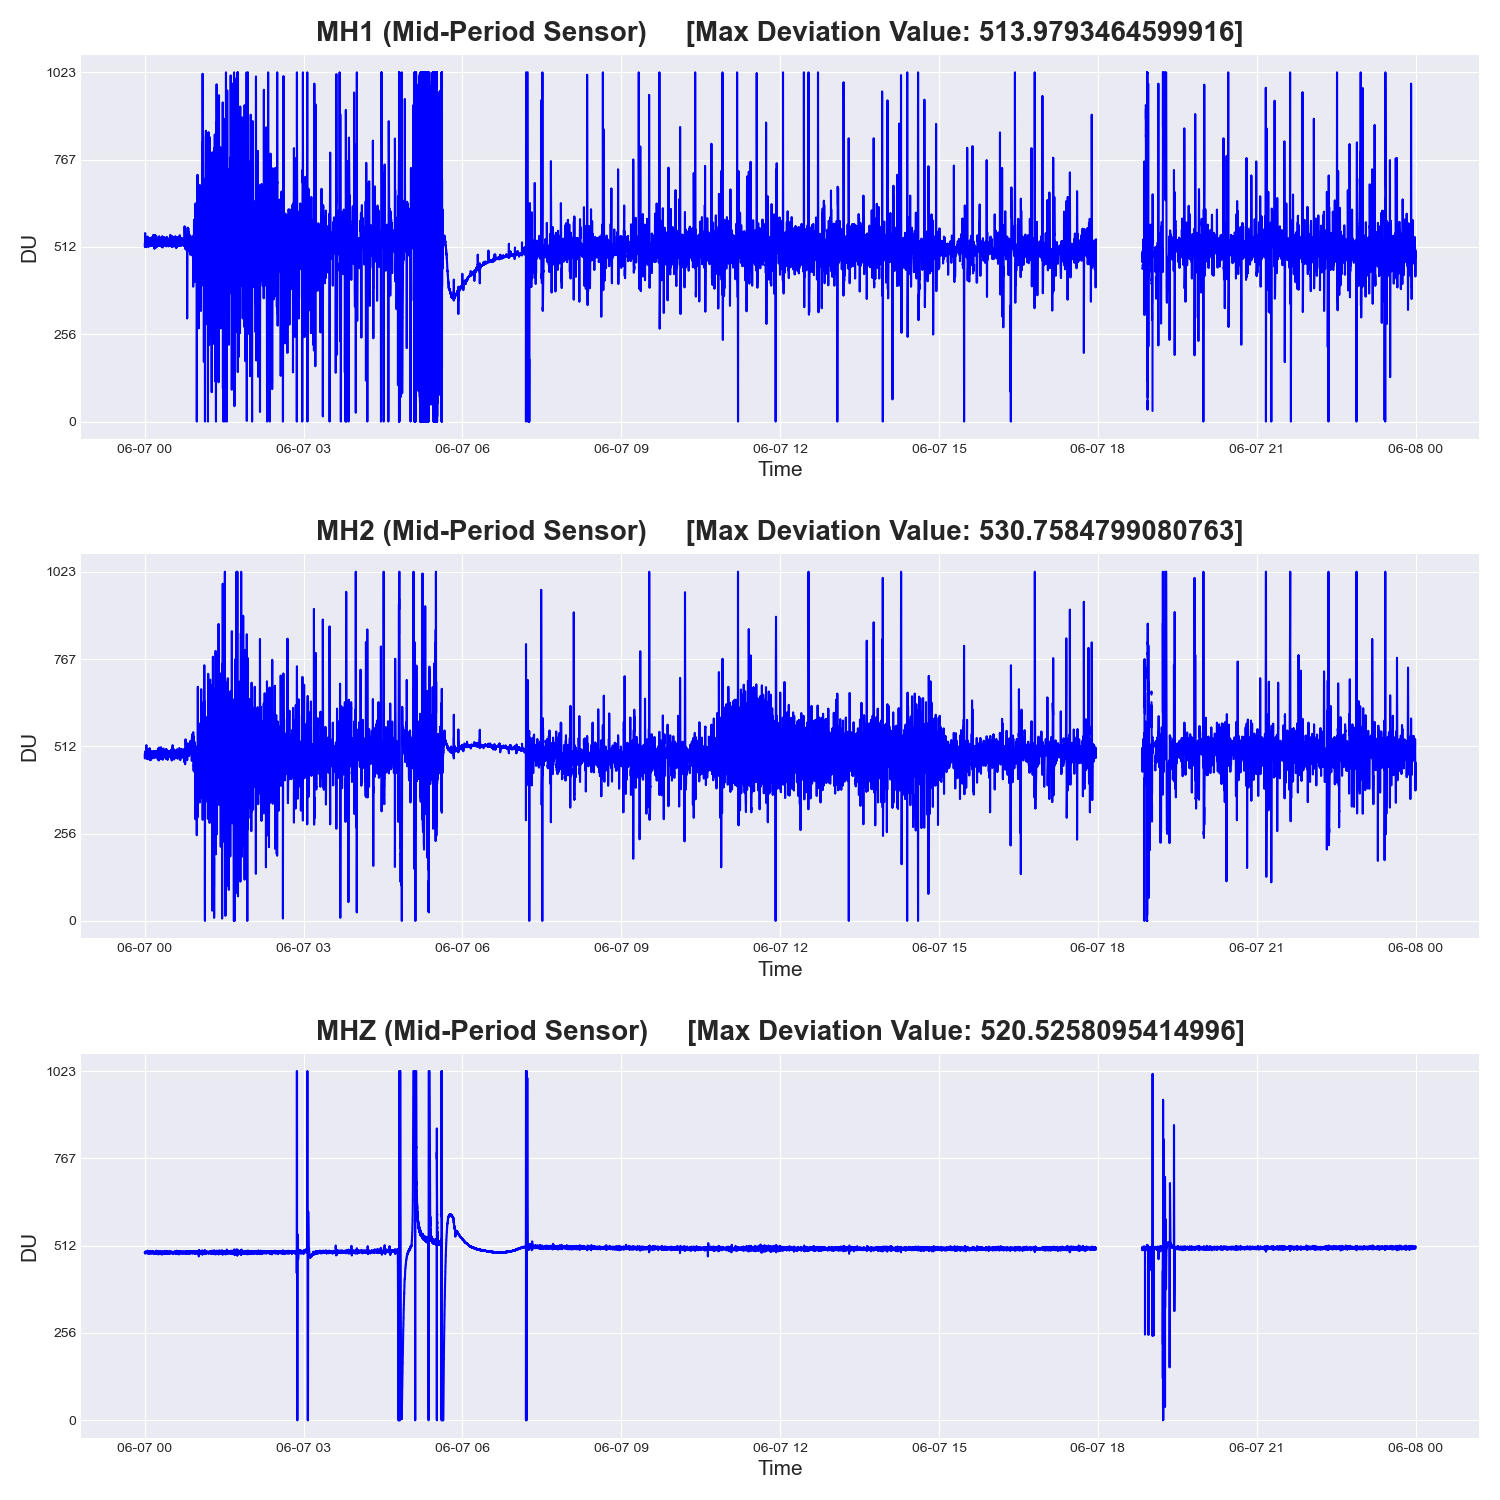 MH1 (Mid-Period Sensor) [Max Deviation Value: 513.9793464599916]
1023
767
512
256
0
DU
06-07 00 06-07 03 06-07 06 06-07 09 06-07 12 06-07 15 06-07 18 06-07 21 06-08 00
Time
MH2 (Mid-Period Sensor) [Max Deviation Value: 530.7584799080763]
1023
767
512
256
0
DU
06-07 00 06-07 03 06-07 06 06-07 09 06-07 12 06-07 15 06-07 18 06-07 21 06-08 00
Time
MHZ (Mid-Period Sensor) [Max Deviation Value: 520.5258095414996]
1023
767
512
256
0
DU
06-07 00 06-07 03 06-07 06 06-07 09 06-07 12 06-07 15 06-07 18 06-07 21 06-08 00
Time